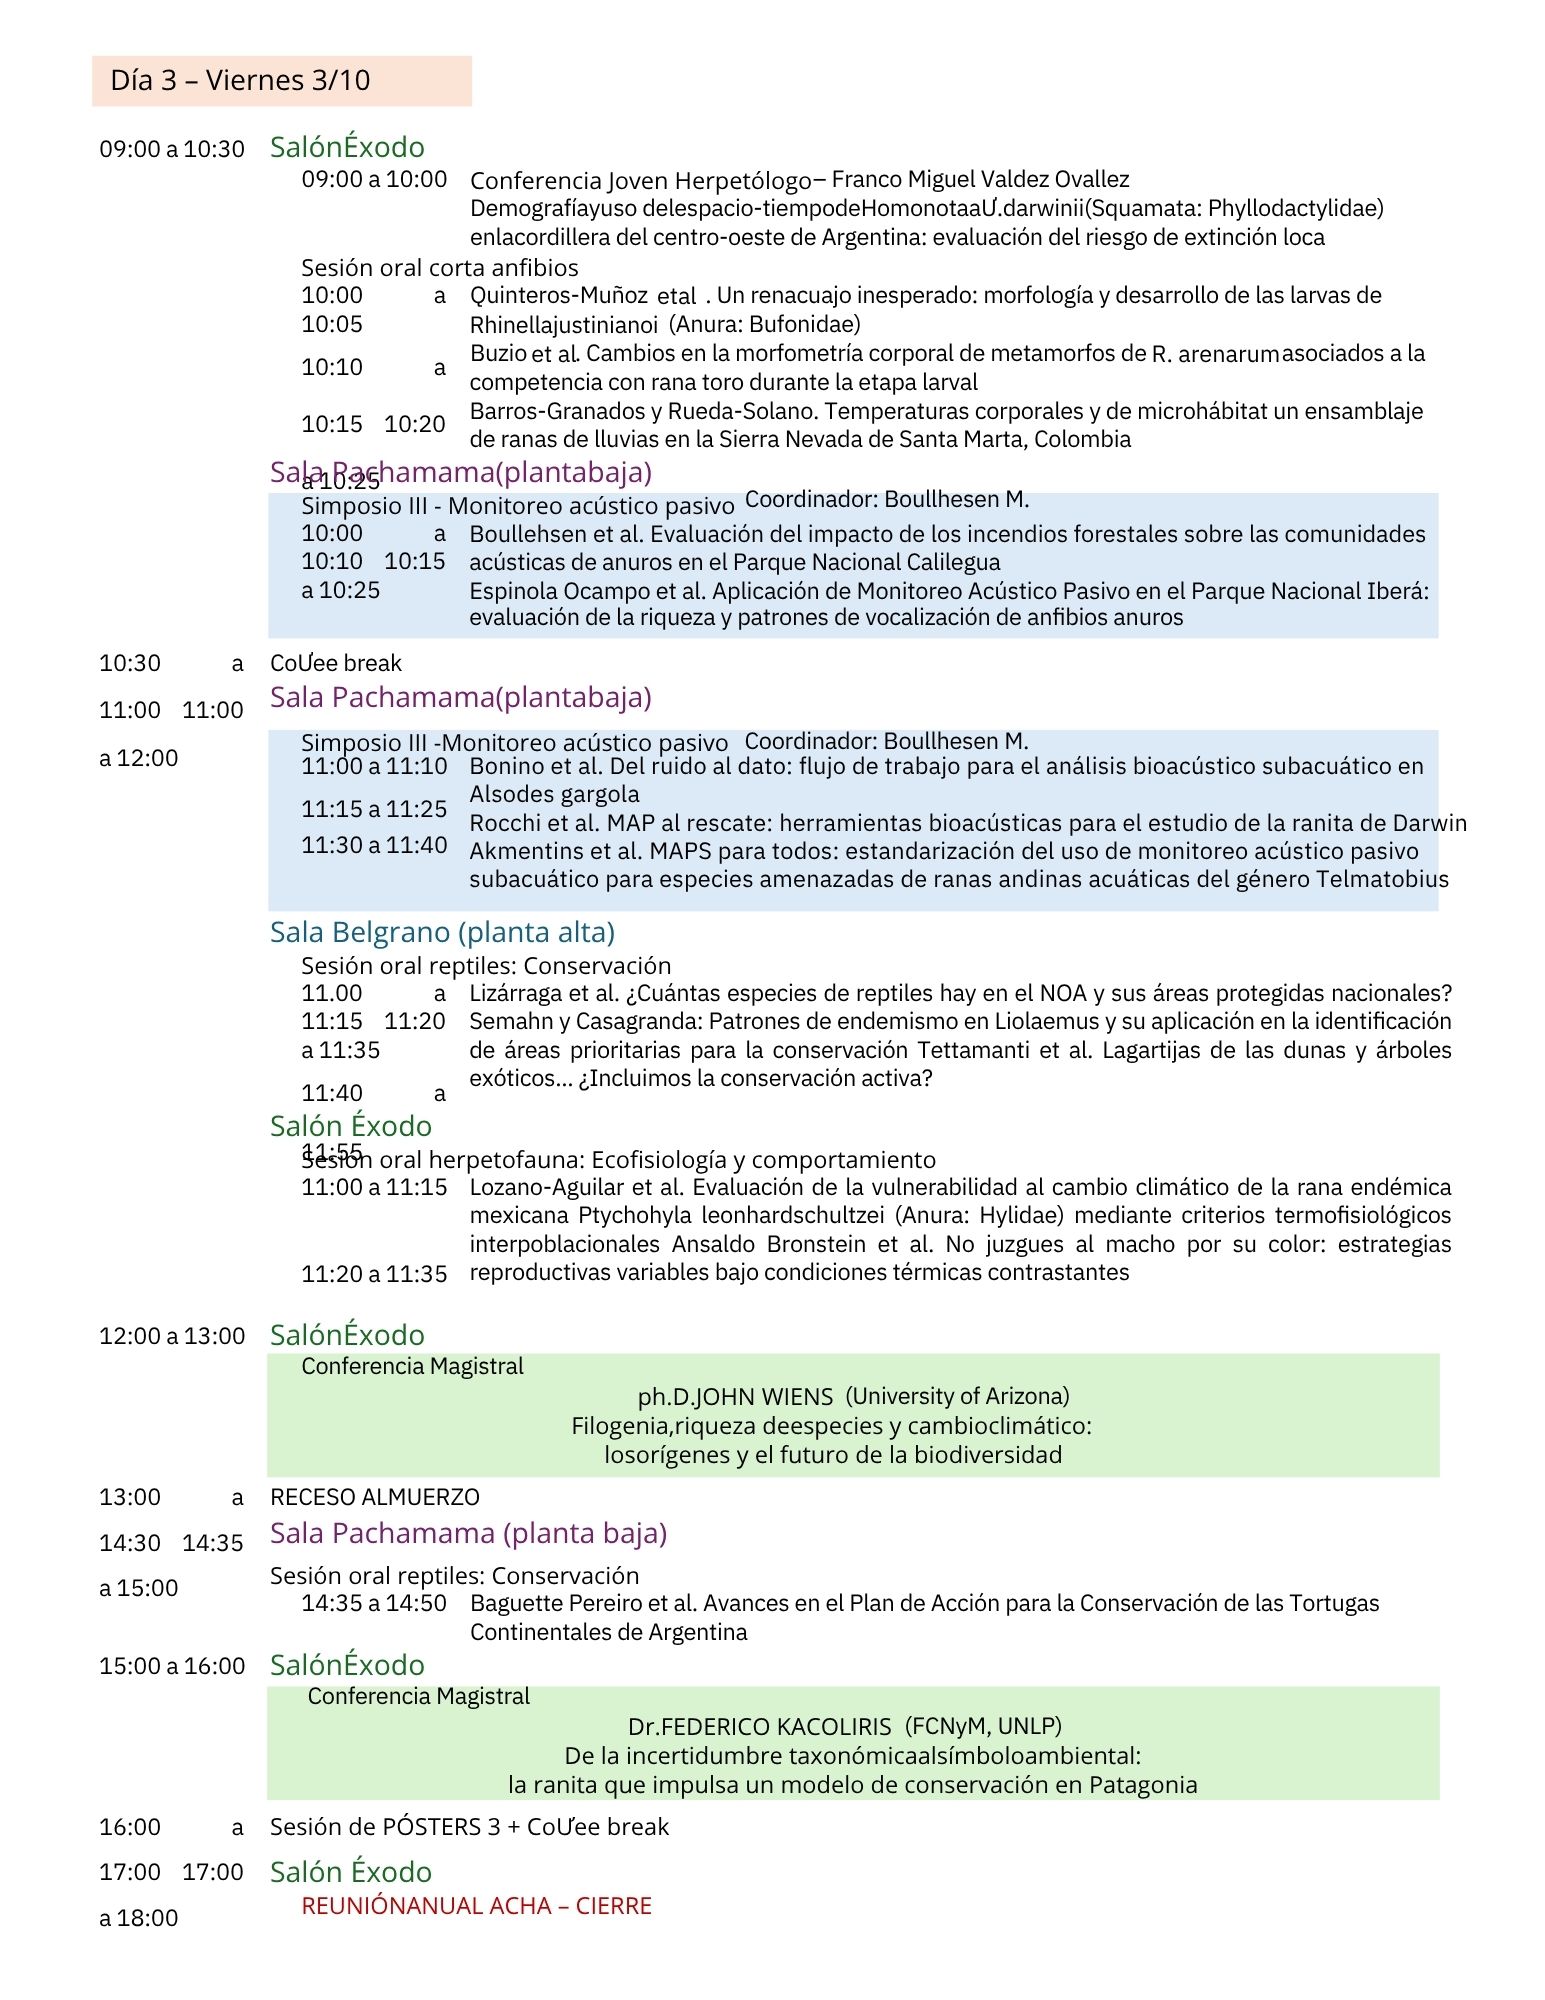 Día 3 – Viernes 3/10
09:00 a 10:30 SalónÉxodo
09:00 a 10:00 Conferencia Joven Herpetólogo– Franco Miguel Valdez Ovallez
Demografíayuso delespacio-tiempodeHomonotaaƯ.darwinii(Squamata: Phyllodactylidae)
enlacordillera del centro-oeste de Argentina: evaluación del riesgo de extinción loca
Sesión oral corta anfibios
10:00 a Quinteros-Muñoz etal . Un renacuajo inesperado: morfología y desarrollo de las larvas de
10:05 Rhinellajustinianoi (Anura: Bufonidae)
Buzio et al. Cambios en la morfometría corporal de metamorfos de R. arenarumasociados a la
10:10 a
competencia con rana toro durante la etapa larval
Barros-Granados y Rueda-Solano. Temperaturas corporales y de microhábitat un ensamblaje
10:15 10:20
de ranas de lluvias en la Sierra Nevada de Santa Marta, Colombia
Sala Pachamama(plantabaja)
a 10:25
Simposio III - Monitoreo acústico pasivo Coordinador: Boullhesen M.
10:00 a Boullehsen et al. Evaluación del impacto de los incendios forestales sobre las comunidades
10:10 10:15 acústicas de anuros en el Parque Nacional Calilegua
a 10:25 Espinola Ocampo et al. Aplicación de Monitoreo Acústico Pasivo en el Parque Nacional Iberá:
evaluación de la riqueza y patrones de vocalización de anfibios anuros
10:30 a CoƯee break
11:00 11:00 Sala Pachamama(plantabaja)
a 12:00 Simposio III -Monitoreo acústico pasivo Coordinador: Boullhesen M.
11:00 a 11:10 Bonino et al. Del ruido al dato: flujo de trabajo para el análisis bioacústico subacuático en
Alsodes gargola
11:15 a 11:25
Rocchi et al. MAP al rescate: herramientas bioacústicas para el estudio de la ranita de Darwin
11:30 a 11:40 Akmentins et al. MAPS para todos: estandarización del uso de monitoreo acústico pasivo
subacuático para especies amenazadas de ranas andinas acuáticas del género Telmatobius
Sala Belgrano (planta alta)
Sesión oral reptiles: Conservación
11.00 a Lizárraga et al. ¿Cuántas especies de reptiles hay en el NOA y sus áreas protegidas nacionales?
11:15 11:20 Semahn y Casagranda: Patrones de endemismo en Liolaemus y su aplicación en la identificación
a 11:35 de áreas prioritarias para la conservación Tettamanti et al. Lagartijas de las dunas y árboles
exóticos... ¿Incluimos la conservación activa?
11:40 a
Salón Éxodo
11:55
Sesión oral herpetofauna: Ecofisiología y comportamiento
11:00 a 11:15 Lozano-Aguilar et al. Evaluación de la vulnerabilidad al cambio climático de la rana endémica
mexicana Ptychohyla leonhardschultzei (Anura: Hylidae) mediante criterios termofisiológicos
interpoblacionales Ansaldo Bronstein et al. No juzgues al macho por su color: estrategias
11:20 a 11:35 reproductivas variables bajo condiciones térmicas contrastantes
12:00 a 13:00 SalónÉxodo
Conferencia Magistral
ph.D.JOHN WIENS (University of Arizona)
Filogenia,riqueza deespecies y cambioclimático:
losorígenes y el futuro de la biodiversidad
13:00 a RECESO ALMUERZO
14:30 14:35 Sala Pachamama (planta baja)
a 15:00 Sesión oral reptiles: Conservación
14:35 a 14:50 Baguette Pereiro et al. Avances en el Plan de Acción para la Conservación de las Tortugas
Continentales de Argentina
15:00 a 16:00 SalónÉxodo
Conferencia Magistral
Dr.FEDERICO KACOLIRIS (FCNyM, UNLP)
De la incertidumbre taxonómicaalsímboloambiental:
la ranita que impulsa un modelo de conservación en Patagonia
16:00 a Sesión de PÓSTERS 3 + CoƯee break
17:00 17:00 Salón Éxodo
a 18:00 REUNIÓNANUAL ACHA – CIERRE